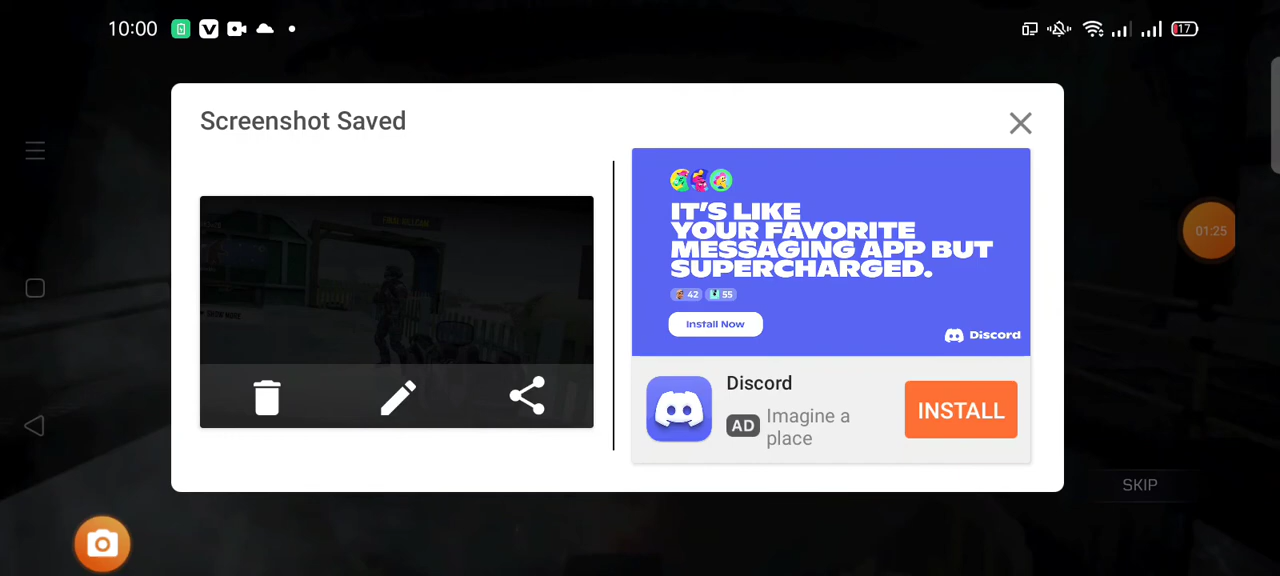 10:00
17
Screenshot Saved
IT'S LIKE
YOUR FAVORITE
MESSAGING APP BUT
SUPERCHARGED.
42 55
Install Now
Discord
Discord
AD Imagine a
place
INSTALL
01:25
SKIP